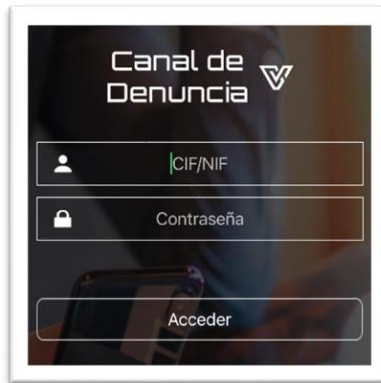 Canal de
Denuncia
CIF/NIF
Contraseña
Acceder